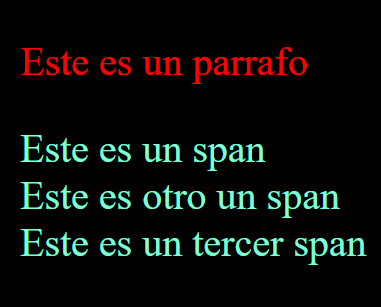 Este es un parrafo
Este es un span
Este es otro un span
Este es un tercer span